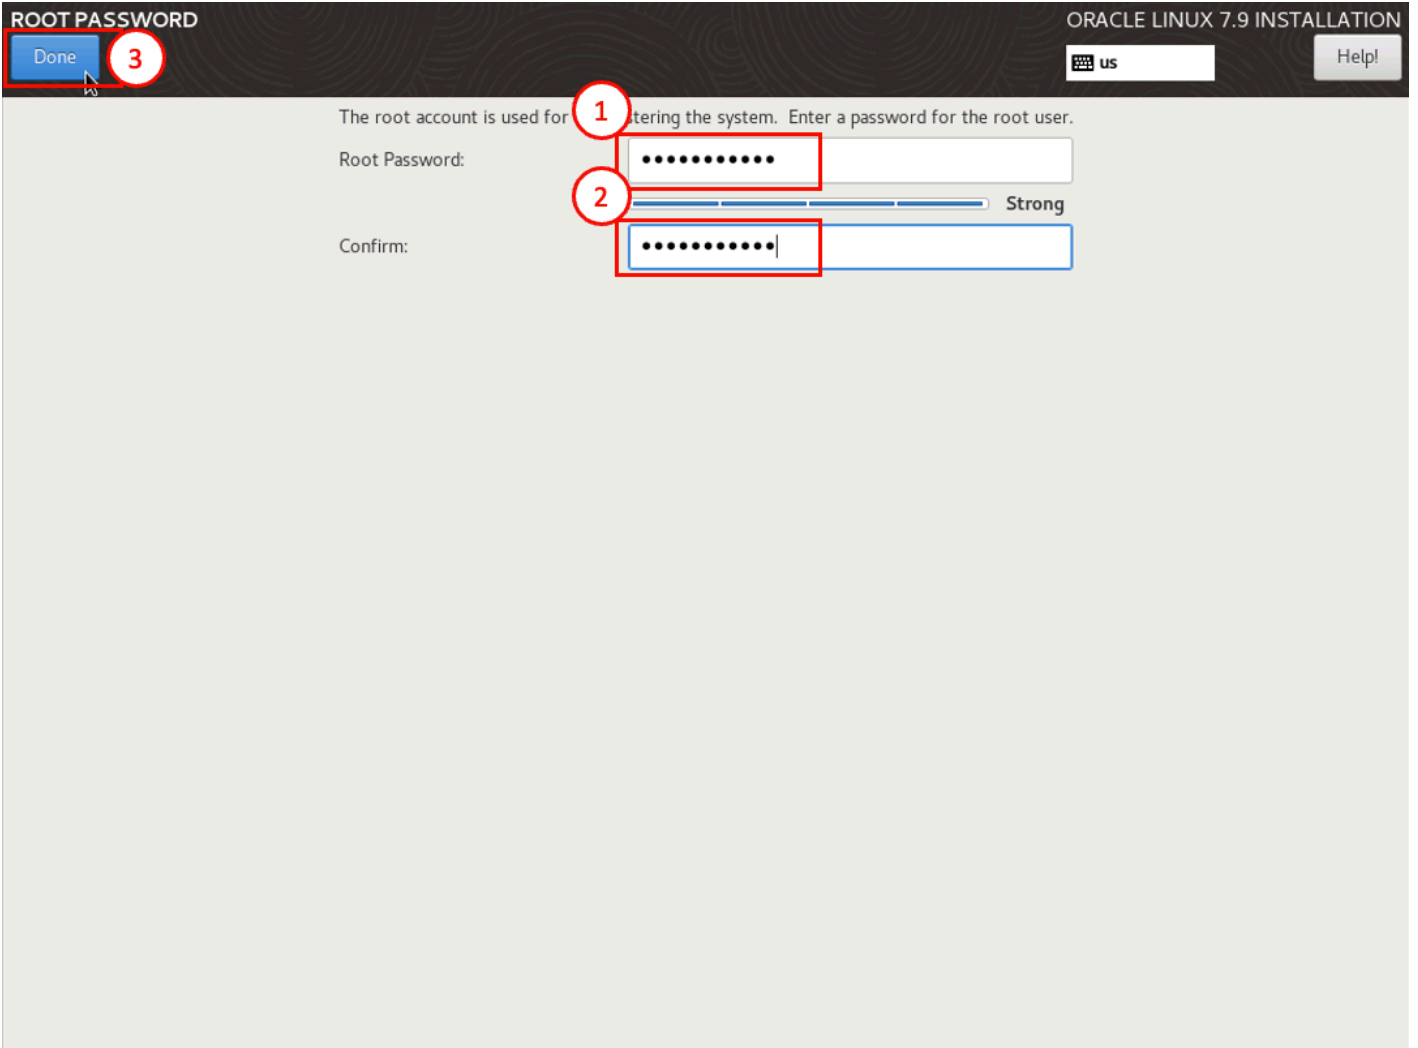 ROOT PASSWORD
ORACLE LINUX 7.9 INSTALLATION
Done
3
us
Help!
The root account is used for stering the system. Enter a password for the root user.
1
Root Password:
●●●●●●●●●●●
2
Strong
Confirm:
●●●●●●●●●●●